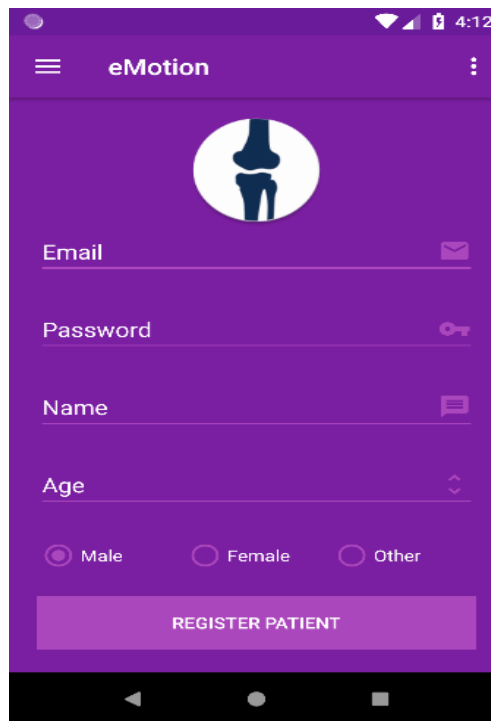 4:12
eMotion
Email
Password
Name
Age
Male Female Other
REGISTER PATIENT